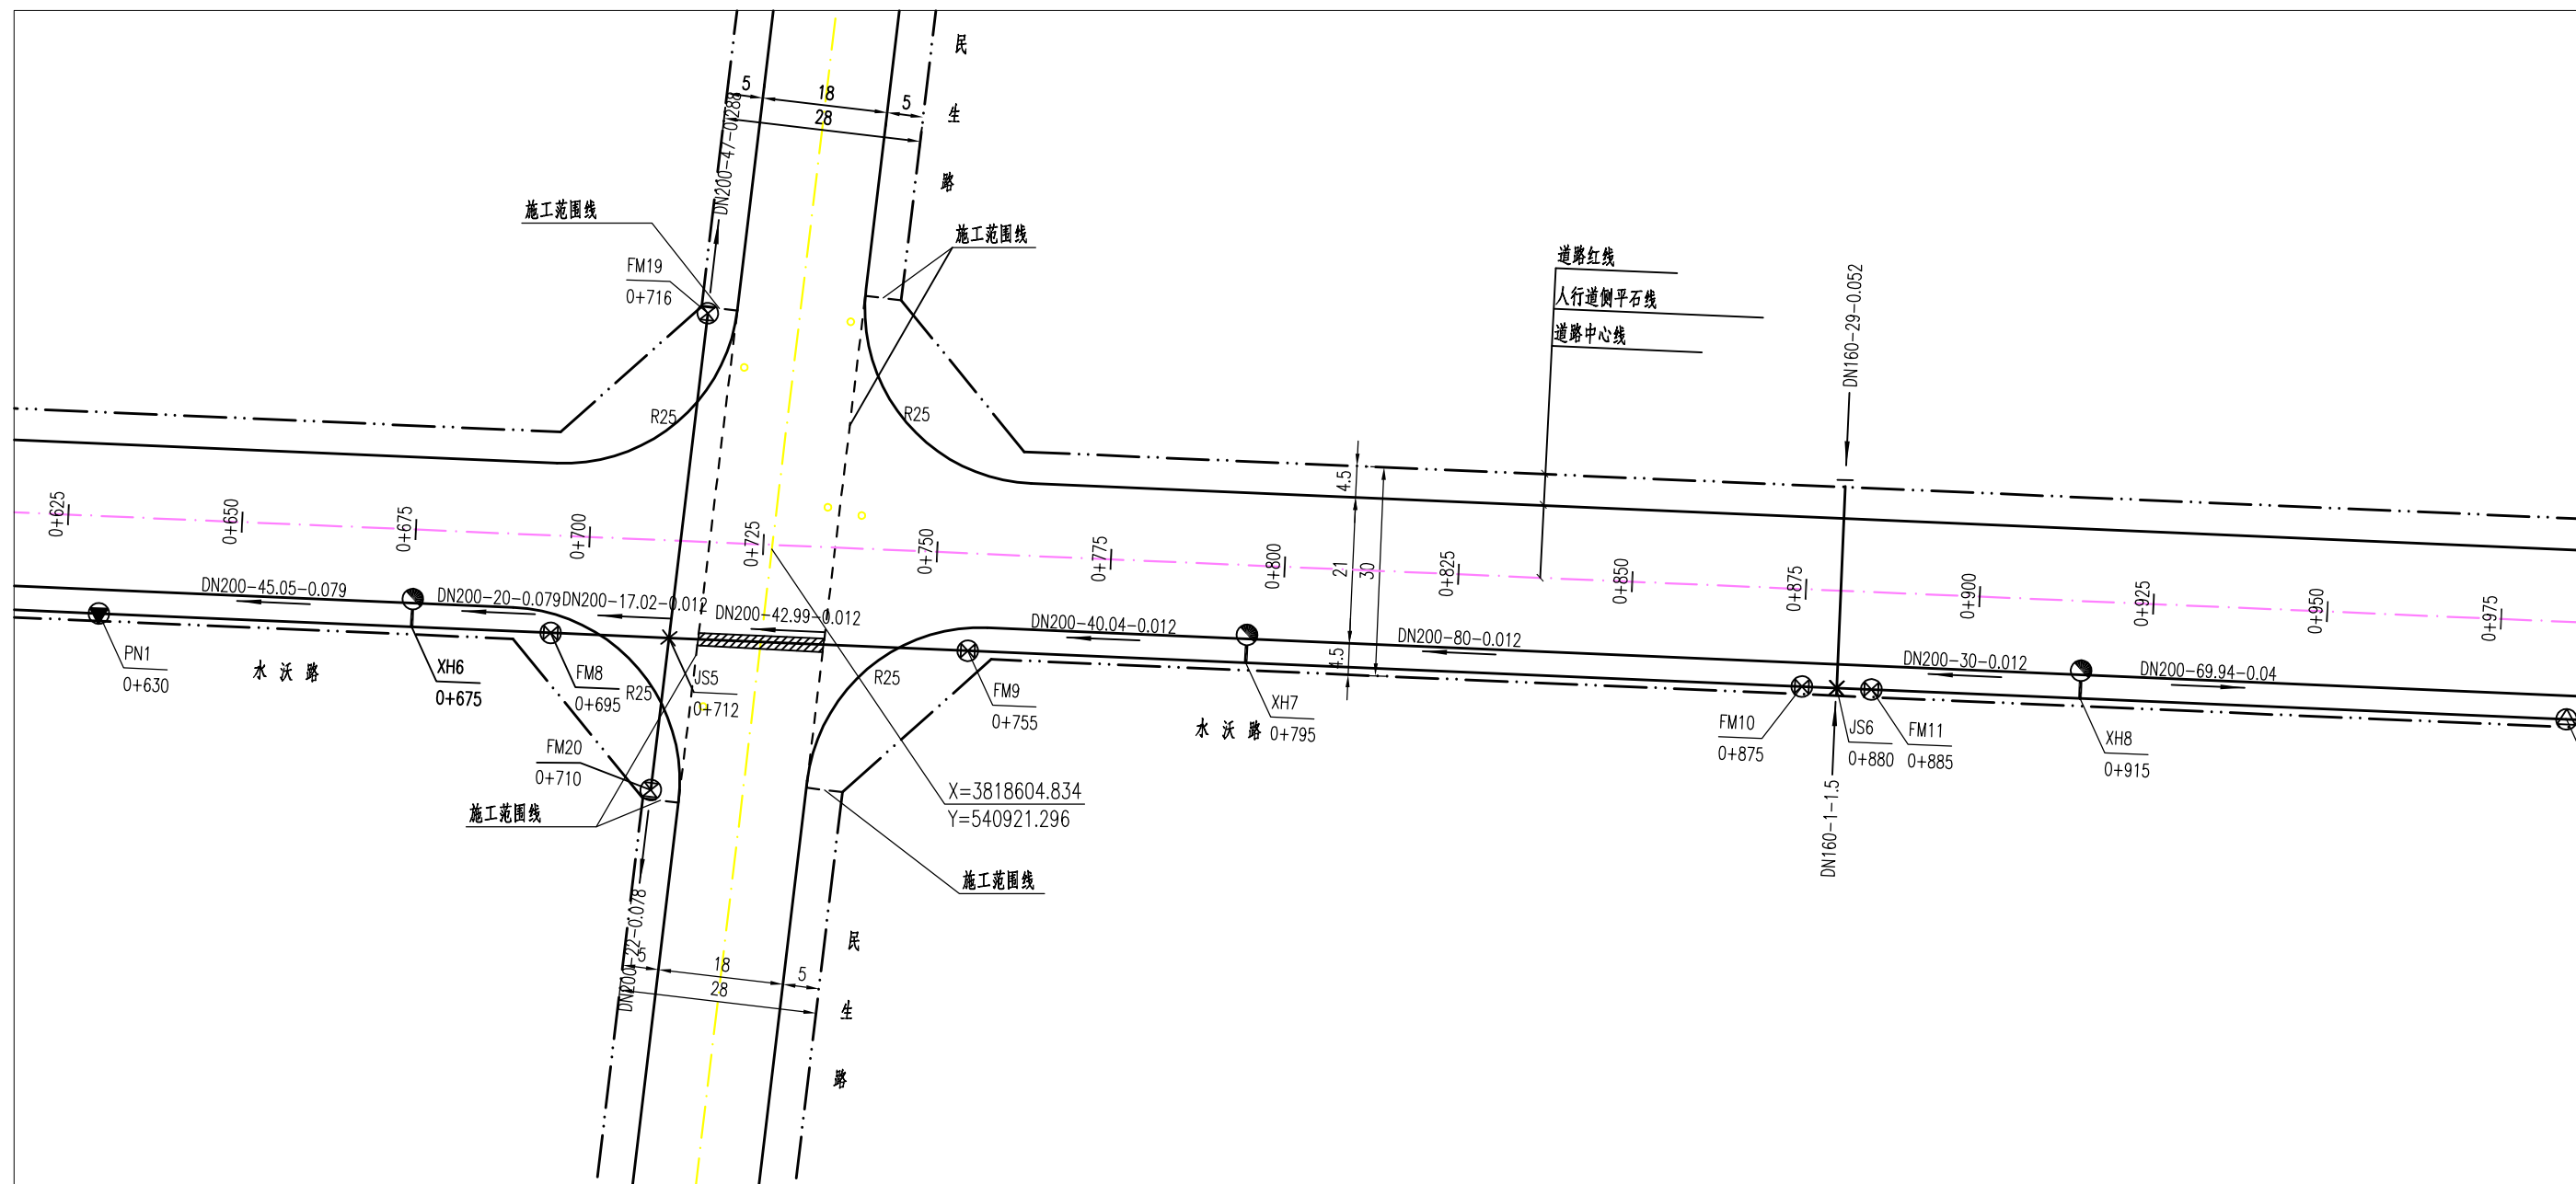 民
生
路
5
18
5
28
DN200-47-0.288
施工范围线
施工范围线
FM19
0+716
道路红线
人行道侧平石线
道路中心线
DN160-29-0.052
R25
R25
4.5
21
30
4.5
0+625
0+650
0+675
0+700
0+725
0+750
0+775
0+800
0+825
0+850
0+875
0+900
0+925
0+950
0+975
DN200-45.05-0.079
DN200-20-0.079
DN200-17.02-0.012
DN200-42.99-0.012
DN200-40.04-0.012
DN200-80-0.012
DN200-30-0.012
DN200-69.94-0.04
PN1
0+630
水沃路
XH6
0+675
FM8
0+695
R25
JS5
0+712
R25
FM9
0+755
水沃路
XH7
0+795
FM10
0+875
JS6
0+880
FM11
0+885
XH8
0+915
FM20
0+710
施工范围线
X=3818604.834
Y=540921.296
DN160-1-1.5
施工范围线
DN200-22-0.078
5
18
5
28
民
生
路